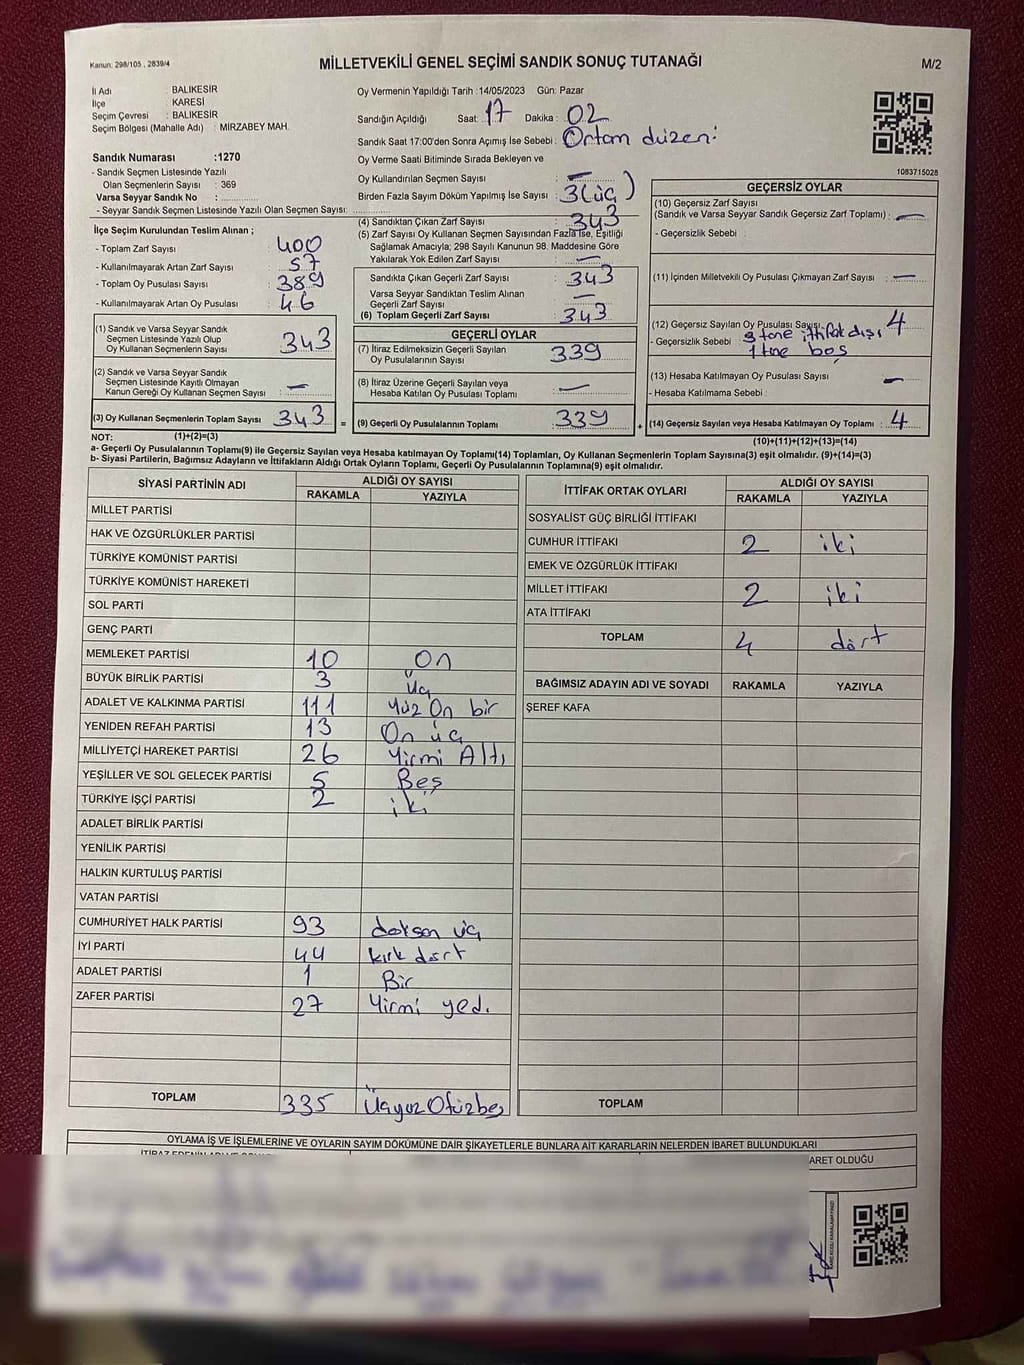 Kanun: 298/105 , 2839/4
MİLLETVEKİLİ GENEL SEÇİMİ SANDIK SONUÇ TUTANAĞI
M/2
İl Adı : BALIKESİR
İlçe : KARESİ
Seçim Çevresi : BALIKESİR
Seçim Bölgesi (Mahalle Adı) : MİRZABEY MAH.
Sandık Numarası :1270
- Sandık Seçmen Listesinde Yazılı
Olan Seçmenlerin Sayısı : 369
Varsa Seyyar Sandık No :
- Seyyar Sandık Seçmen Listesinde Yazılı Olan Seçmen Sayısı:
İlçe Seçim Kurulundan Teslim Alınan ;
- Toplam Zarf Sayısı : 400
- Kullanılmayarak Artan Zarf Sayısı : 57
- Toplam Oy Pusulası Sayısı : 389
- Kullanılmayarak Artan Oy Pusulası : 46
(1) Sandık ve Varsa Seyyar Sandık
Seçmen Listesinde Yazılı Olup
Oy Kullanan Seçmenlerin Sayısı : 343
(2) Sandık ve Varsa Seyyar Sandık
Seçmen Listesinde Kayıtlı Olmayan
Kanun Gereği Oy Kullanan Seçmen Sayısı : —
(3) Oy Kullanan Seçmenlerin Toplam Sayısı : 343
(1)+(2)=(3)
Oy Vermenin Yapıldığı Tarih :14/05/2023 Gün: Pazar
Sandığın Açıldığı Saat: 17 Dakika : 02
Sandık Saat 17:00'den Sonra Açımış İse Sebebi : Ortam düzeni
Oy Verme Saati Bitiminde Sırada Bekleyen ve
Oy Kullandırılan Seçmen Sayısı : —
Birden Fazla Sayım Döküm Yapılmış İse Sayısı : 3(üç)
(4) Sandıktan Çıkan Zarf Sayısı : 343
(5) Zarf Sayısı Oy Kullanan Seçmen Sayısından Fazla İse, Eşitliği
Sağlamak Amacıyla; 298 Sayılı Kanunun 98. Maddesine Göre
Yakılarak Yok Edilen Zarf Sayısı : —
Sandıkta Çıkan Geçerli Zarf Sayısı : 343
Varsa Seyyar Sandıktan Teslim Alınan
Geçerli Zarf Sayısı : —
(6) Toplam Geçerli Zarf Sayısı : 343
GEÇERLİ OYLAR
(7) İtiraz Edilmeksizin Geçerli Sayılan
Oy Pusulalarının Sayısı : 339
(8) İtiraz Üzerine Geçerli Sayılan veya
Hesaba Katılan Oy Pusulası Toplamı : —
= (9) Geçerli Oy Pusulalarının Toplamı : 339 +
1083715028
GEÇERSİZ OYLAR
(10) Geçersiz Zarf Sayısı
(Sandık ve Varsa Seyyar Sandık Geçersiz Zarf Toplamı) : —
- Geçersizlik Sebebi :
(11) İçinden Milletvekili Oy Pusulası Çıkmayan Zarf Sayısı : —
(12) Geçersiz Sayılan Oy Pusulası Sayısı : 4
- Geçersizlik Sebebi : 3 tane ittifak dışı
1 tne boş
(13) Hesaba Katılmayan Oy Pusulası Sayısı : —
- Hesaba Katılmama Sebebi :
(14) Geçersiz Sayılan veya Hesaba Katılmayan Oy Toplamı : 4
(10)+(11)+(12)+(13)=(14)
NOT:
a- Geçerli Oy Pusulalarının Toplamı(9) ile Geçersiz Sayılan veya Hesaba katılmayan Oy Toplamı(14) Toplamları, Oy Kullanan Seçmenlerin Toplam Sayısına(3) eşit olmalıdır. (9)+(14)=(3)
b- Siyasi Partilerin, Bağımsız Adayların ve İttifakların Aldığı Ortak Oyların Toplamı, Geçerli Oy Pusulalarının Toplamına(9) eşit olmalıdır.
SİYASİ PARTİNİN ADI ALDIĞI OY SAYISI
RAKAMLA YAZIYLA
MİLLET PARTİSİ
HAK VE ÖZGÜRLÜKLER PARTİSİ
TÜRKİYE KOMÜNİST PARTİSİ
TÜRKİYE KOMÜNİST HAREKETİ
SOL PARTİ
GENÇ PARTİ
MEMLEKET PARTİSİ 10 On
BÜYÜK BİRLİK PARTİSİ 3 Üç
ADALET VE KALKINMA PARTİSİ 111 Yüz On bir
YENİDEN REFAH PARTİSİ 13 On üç
MİLLİYETÇİ HAREKET PARTİSİ 26 Yirmi Altı
YEŞİLLER VE SOL GELECEK PARTİSİ 5 Beş
TÜRKİYE İŞÇİ PARTİSİ 2 iki
ADALET BİRLİK PARTİSİ
YENİLİK PARTİSİ
HALKIN KURTULUŞ PARTİSİ
VATAN PARTİSİ
CUMHURİYET HALK PARTİSİ 93 doksan üç
İYİ PARTİ 44 kırk dört
ADALET PARTİSİ 1 Bir
ZAFER PARTİSİ 27 Yirmi yedi
TOPLAM 335 Üçyüz Otuzbeş
İTTİFAK ORTAK OYLARI ALDIĞI OY SAYISI
RAKAMLA YAZIYLA
SOSYALİST GÜÇ BİRLİĞİ İTTİFAKI
CUMHUR İTTİFAKI 2 iki
EMEK VE ÖZGÜRLÜK İTTİFAKI
MİLLET İTTİFAKI 2 iki
ATA İTTİFAKI
TOPLAM 4 dört
BAĞIMSIZ ADAYIN ADI VE SOYADI RAKAMLA YAZIYLA
ŞEREF KAFA
TOPLAM
OYLAMA İŞ VE İŞLEMLERİNE VE OYLARIN SAYIM DÖKÜMÜNE DAİR ŞİKAYETLERLE BUNLARA AİT KARARLARIN NELERDEN İBARET BULUNDUKLARI
ARET OLDUĞU